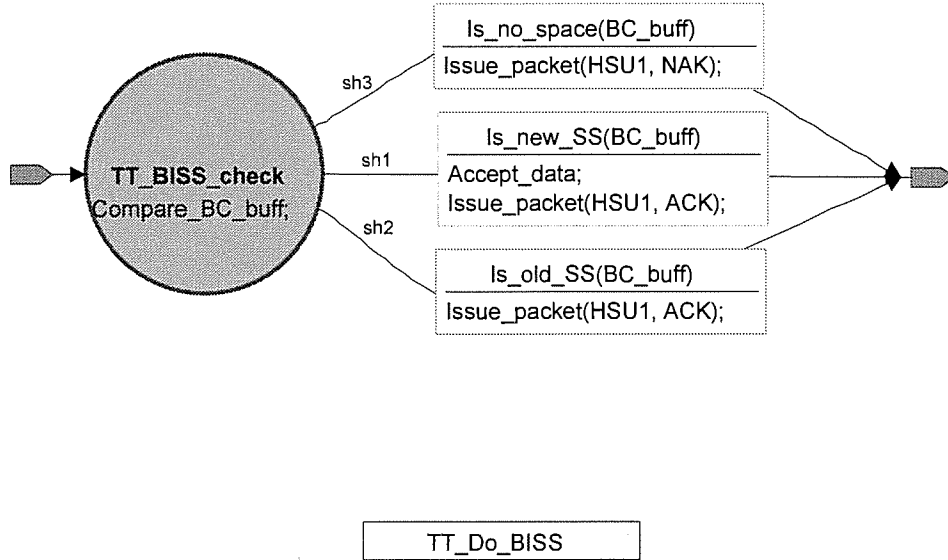 Is_no_space(BC_buff)
Issue_packet(HSU1, NAK);
sh3
Is_new_SS(BC_buff)
sh1
Accept_data;
Issue_packet(HSU1, ACK);
TT_BISS_check
Compare_BC_buff;
sh2
Is_old_SS(BC_buff)
Issue_packet(HSU1, ACK);
TT_Do_BISS